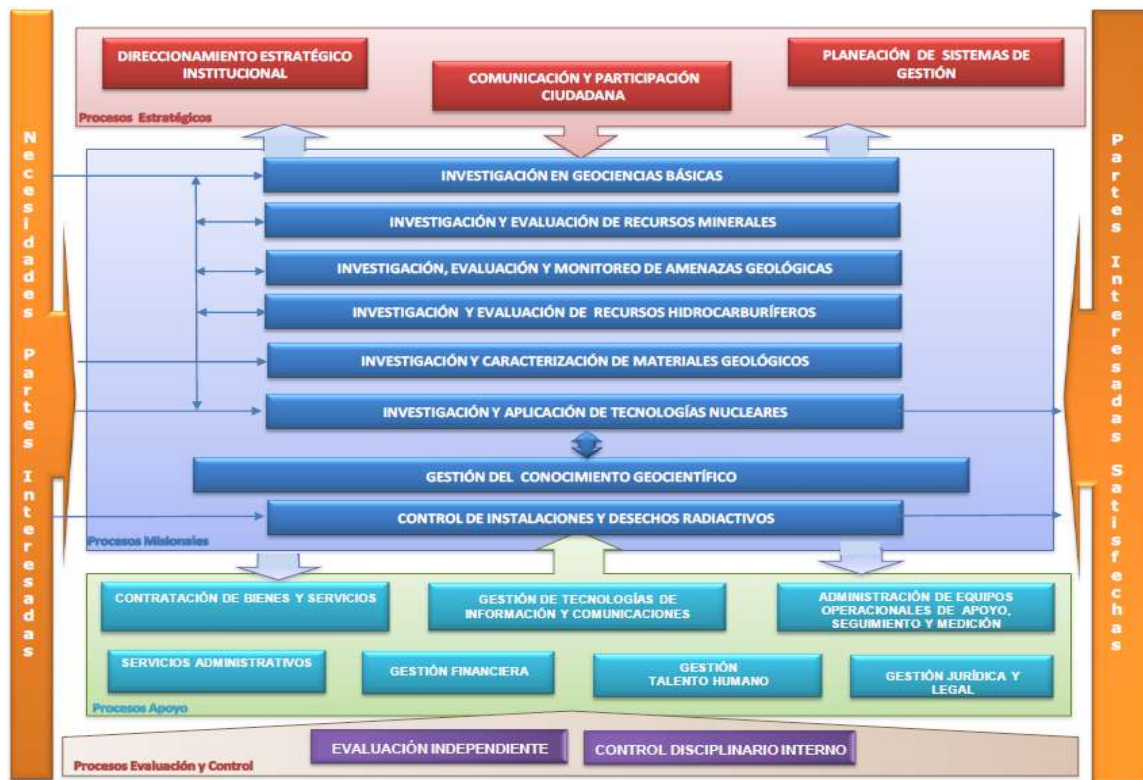 DIRECCIONAMIENTO ESTRATÉGICO
INSTITUCIONAL
COMUNICACIÓN Y PARTICIPACIÓN
CIUDADANA
PLANEACIÓN DE SISTEMAS DE
GESTIÓN
Procesos Estratégicos
Necesidades Partes Interesadas
INVESTIGACIÓN EN GEOCIENCIAS BÁSICAS
INVESTIGACIÓN Y EVALUACIÓN DE RECURSOS MINERALES
INVESTIGACIÓN, EVALUACIÓN Y MONITOREO DE AMENAZAS GEOLÓGICAS
INVESTIGACIÓN Y EVALUACIÓN DE RECURSOS HIDROCARBURÍFEROS
INVESTIGACIÓN Y CARACTERIZACIÓN DE MATERIALES GEOLÓGICOS
INVESTIGACIÓN Y APLICACIÓN DE TECNOLOGÍAS NUCLEARES
GESTIÓN DEL CONOCIMIENTO GEOCIENTÍFICO
CONTROL DE INSTALACIONES Y DESECHOS RADIACTIVOS
Procesos Misionales
Partes Interesadas Satisfechas
CONTRATACIÓN DE BIENES Y SERVICIOS
GESTIÓN DE TECNOLOGÍAS DE
INFORMACIÓN Y COMUNICACIONES
ADMINISTRACIÓN DE EQUIPOS
OPERACIONALES DE APOYO,
SEGUIMIENTO Y MEDICIÓN
SERVICIOS ADMINISTRATIVOS
GESTIÓN FINANCIERA
GESTIÓN
TALENTO HUMANO
GESTIÓN JURÍDICA Y
LEGAL
Procesos Apoyo
EVALUACIÓN INDEPENDIENTE
CONTROL DISCIPLINARIO INTERNO
Procesos Evaluación y Control